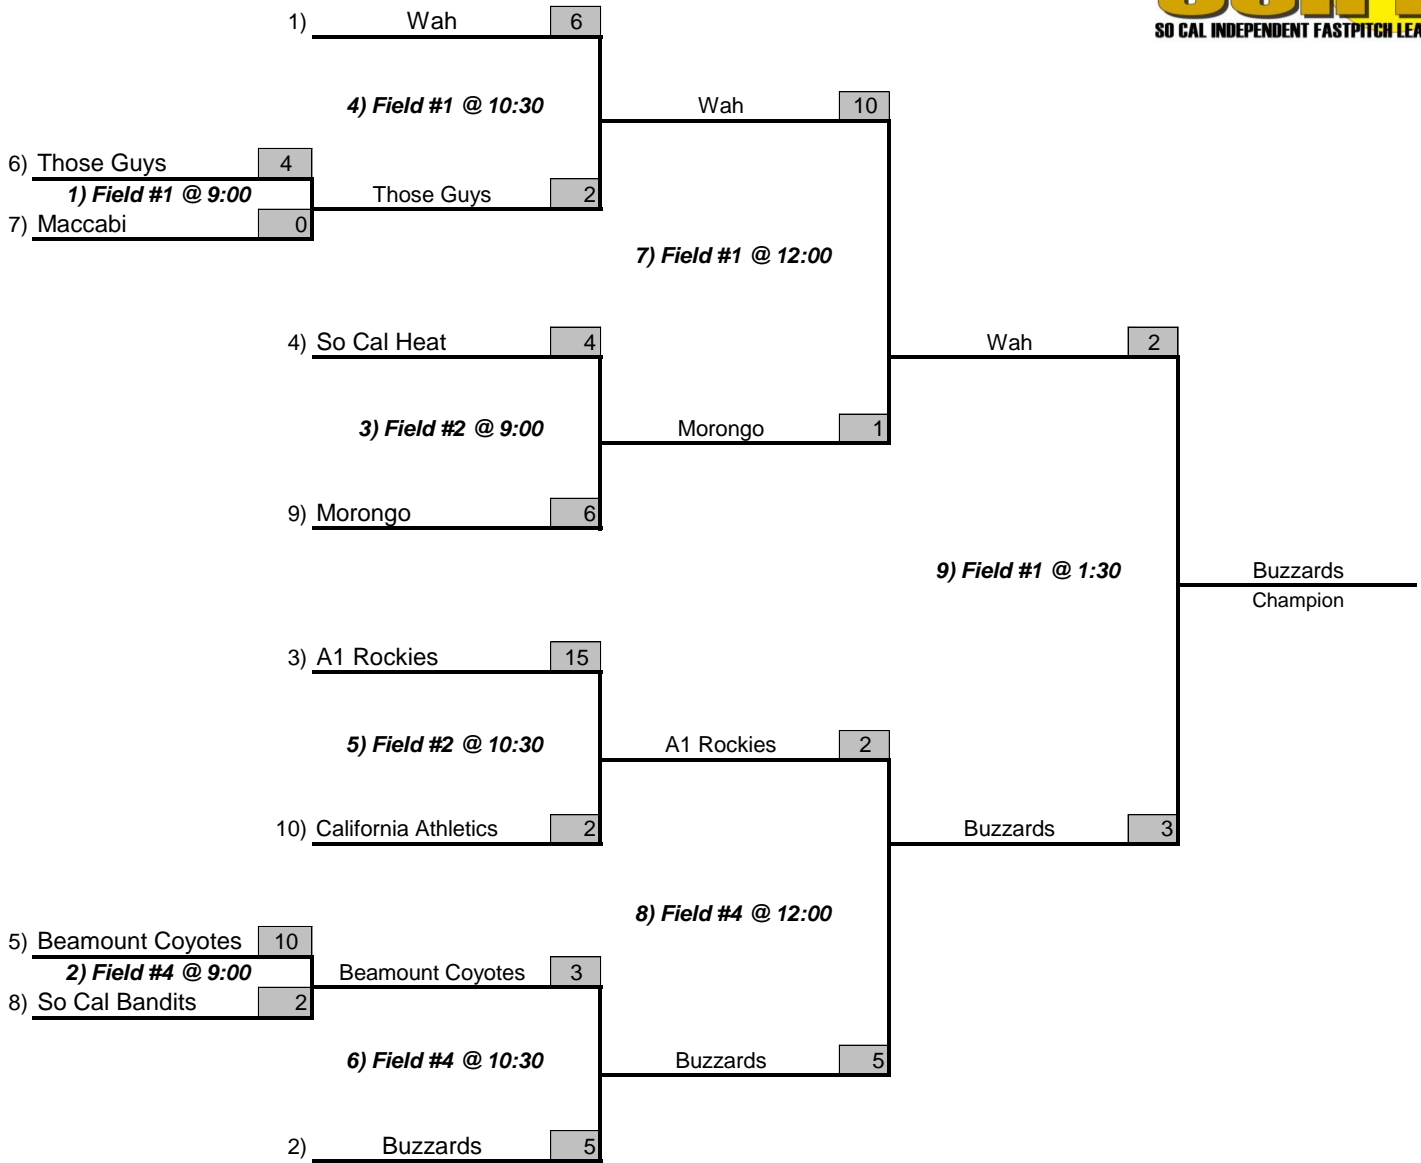 SO CAL INDEPENDENT FASTPITCH
1) Wah 6
4) Field #1 @ 10:30
Wah 10
6) Those Guys 4
1) Field #1 @ 9:00
Those Guys 2
7) Maccabi 0
7) Field #1 @ 12:00
4) So Cal Heat 4
Wah 2
3) Field #2 @ 9:00
Morongo 1
9) Morongo 6
9) Field #1 @ 1:30
Buzzards
Champion
3) A1 Rockies 15
5) Field #2 @ 10:30
A1 Rockies 2
10) California Athletics 2
Buzzards 3
8) Field #4 @ 12:00
5) Beamount Coyotes 10
2) Field #4 @ 9:00
Beamount Coyotes 3
8) So Cal Bandits 2
6) Field #4 @ 10:30
Buzzards 5
2) Buzzards 5